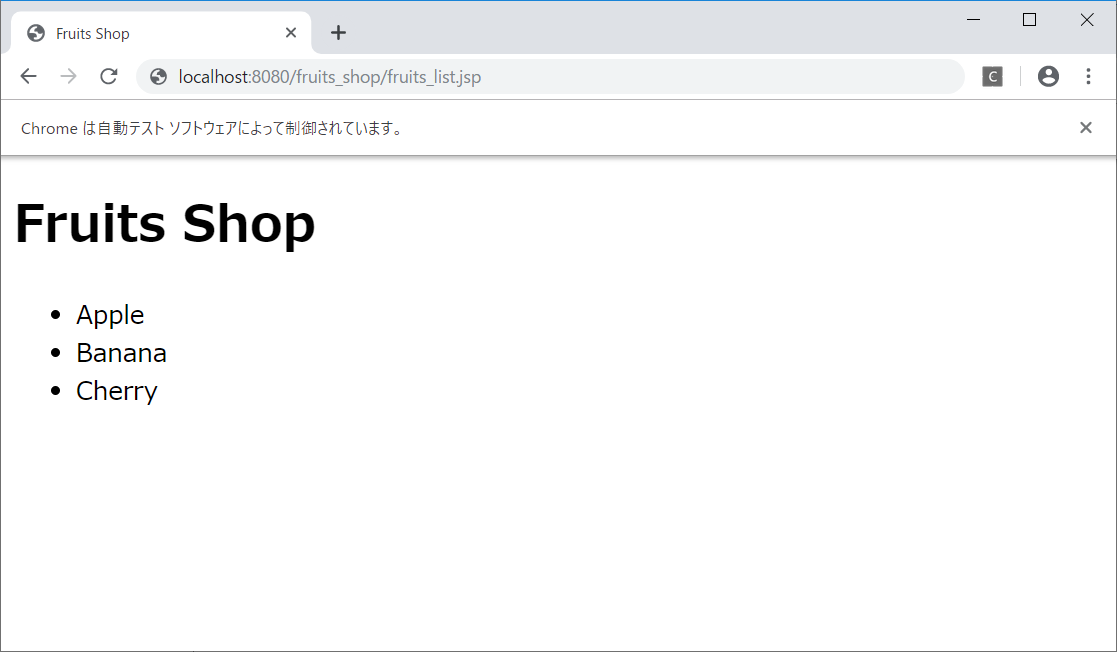 Fruits Shop
localhost:8080/fruits_shop/fruits_list.jsp
C
Chrome は自動テスト ソフトウェアによって制御されています。
Fruits Shop
• Apple
• Banana
• Cherry